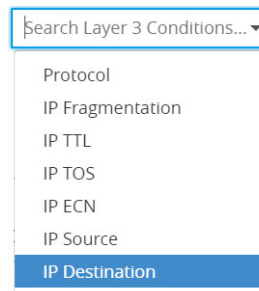 Search Layer 3 Conditions...
Protocol
IP Fragmentation
IP TTL
IP TOS
IP ECN
IP Source
IP Destination